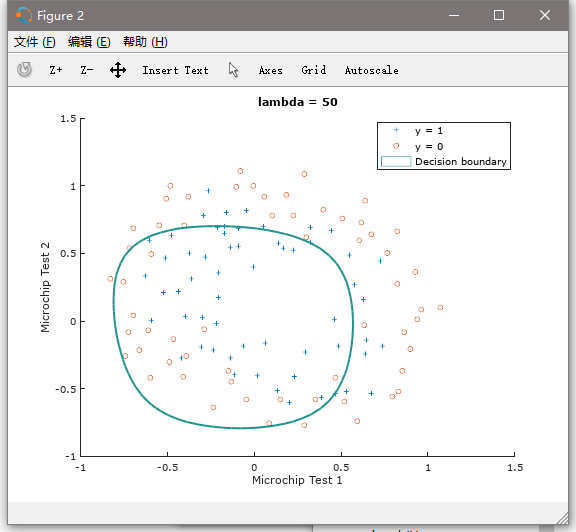 Figure 2
文件 (F) 编辑 (E) 帮助 (H)
Z+ Z- Insert Text Axes Grid Autoscale
lambda = 50
y = 1
y = 0
Decision boundary
1.5
1
0.5
0
-0.5
-1
Microchip Test 2
-1 -0.5 0 0.5 1 1.5
Microchip Test 1